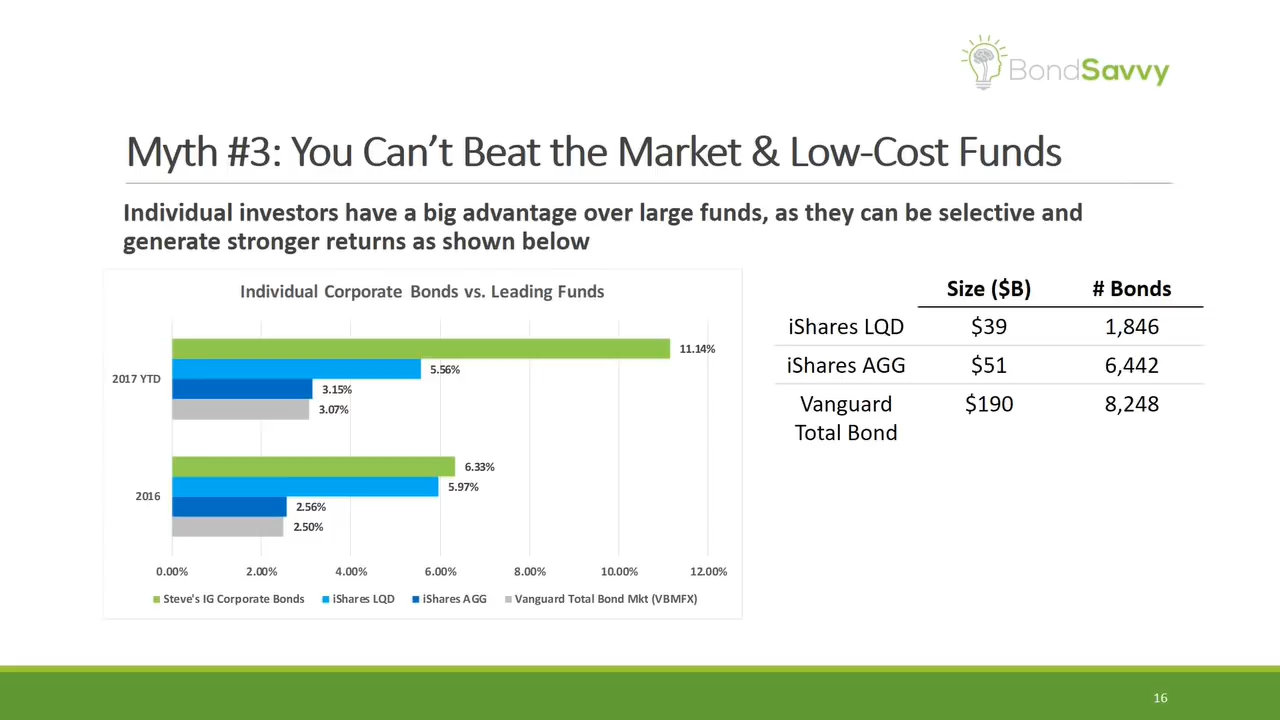 BondSavvy
Myth #3: You Can’t Beat the Market & Low-Cost Funds
Individual investors have a big advantage over large funds, as they can be selective and
generate stronger returns as shown below
Individual Corporate Bonds vs. Leading Funds
2017 YTD
11.14%
5.56%
3.15%
3.07%
2016
6.33%
5.97%
2.56%
2.50%
0.00% 2.00% 4.00% 6.00% 8.00% 10.00% 12.00%
Steve's IG Corporate Bonds iShares LQD iShares AGG Vanguard Total Bond Mkt (VBMFX)
Size ($B) # Bonds
iShares LQD $39 1,846
iShares AGG $51 6,442
Vanguard $190 8,248
Total Bond
16